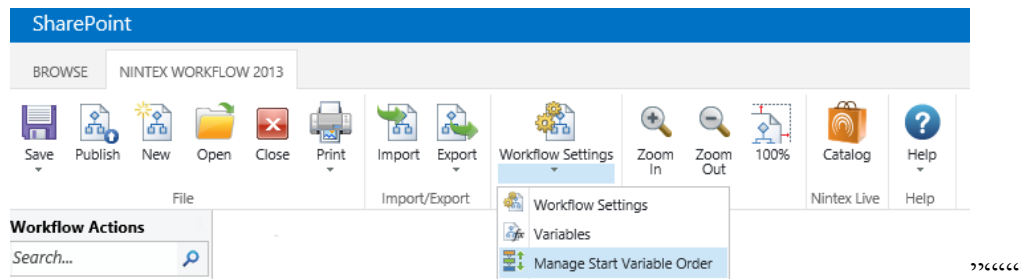 SharePoint
BROWSE NINTEX WORKFLOW 2013
Save Publish New Open Close Print Import Export Workflow Settings Zoom In Zoom Out 100% Catalog Help
File Import/Export Nintex Live Help
Workflow Settings
Workflow Actions
Variables
Search...
Manage Start Variable Order
””“““““